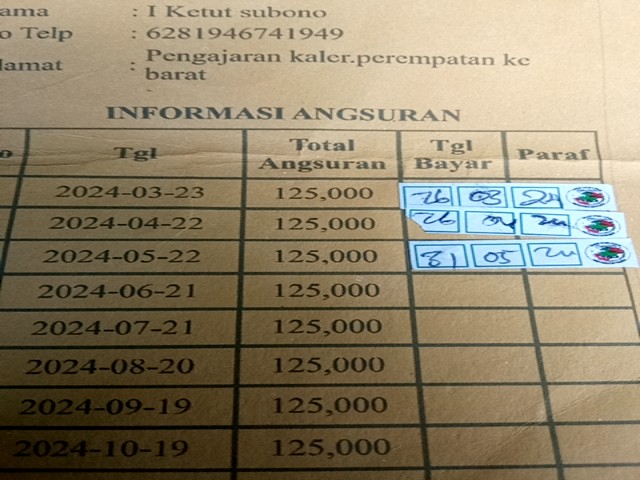 ama : I Ketut subono
o Telp : 6281946741949
lamat : Pengajaran kaler.perempatan ke
barat
INFORMASI ANGSURAN
o Tgl Total Angsuran Tgl Bayar Paraf
2024-03-23 125,000 26 03 24
2024-04-22 125,000 26 04 24
2024-05-22 125,000 31 05 24
2024-06-21 125,000
2024-07-21 125,000
2024-08-20 125,000
2024-09-19 125,000
2024-10-19 125,000